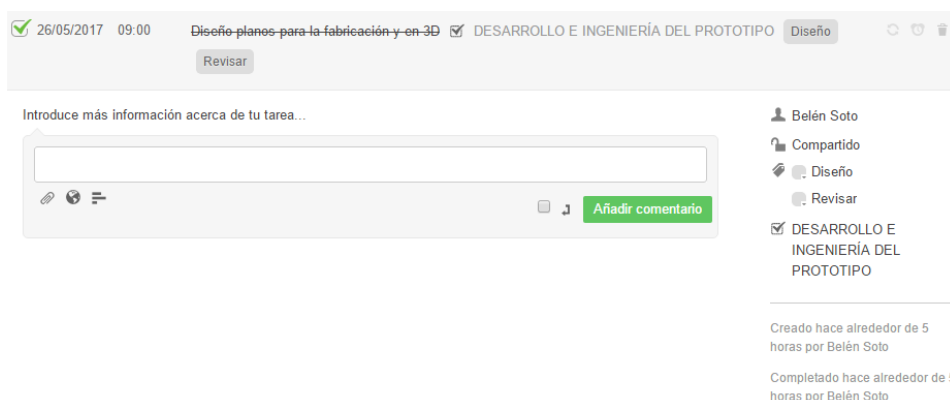 26/05/2017 09:00 Diseño planos para la fabricación y en 3D DESARROLLO E INGENIERÍA DEL PROTOTIPO Diseño
Revisar
Introduce más información acerca de tu tarea...
Añadir comentario
Belén Soto
Compartido
Diseño
Revisar
DESARROLLO E
INGENIERÍA DEL
PROTOTIPO
Creado hace alrededor de 5
horas por Belén Soto
Completado hace alrededor de 5
horas por Belén Soto